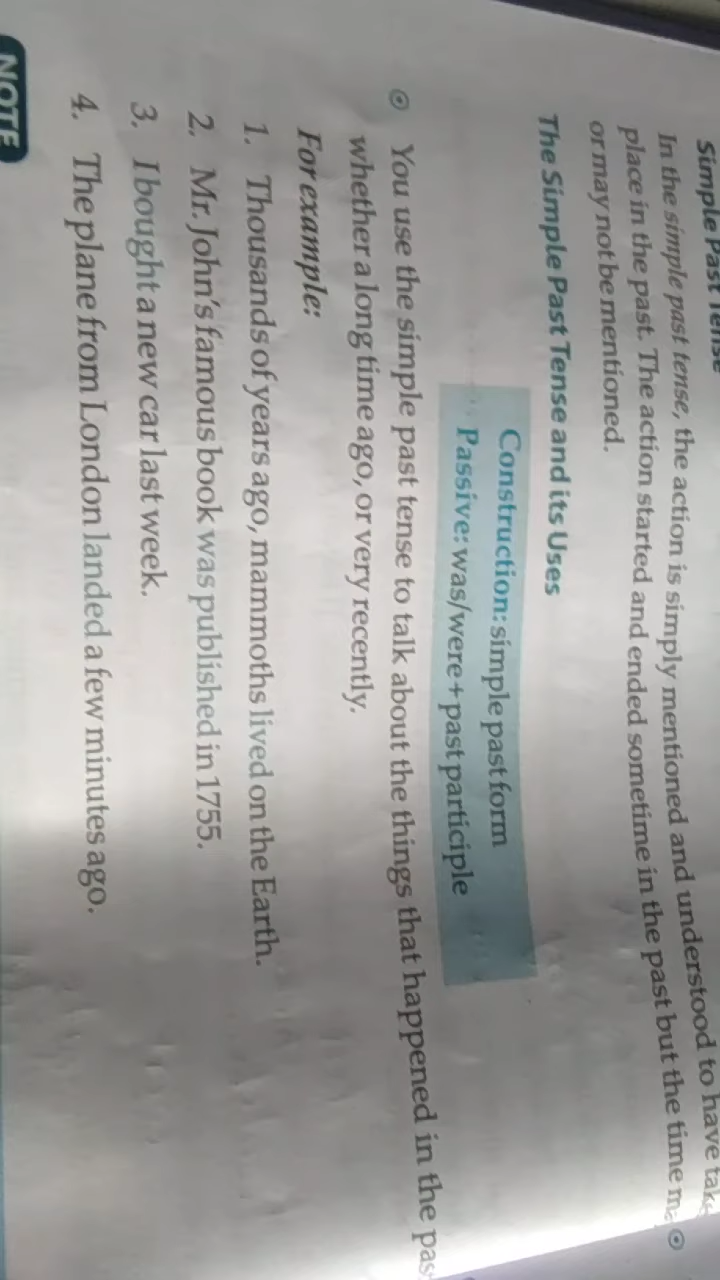 Simple Past Tense
In the simple past tense, the action is simply mentioned and understood to have
place in the past. The action started and ended sometime in the past but the time
or may not be mentioned.
The Simple Past Tense and its Uses
Construction: simple past form
Passive: was/were + past participle
You use the simple past tense to talk about the things that happened in the
whether a long time ago, or very recently.
For example:
1. Thousands of years ago, mammoths lived on the Earth.
2. Mr. John's famous book was published in 1755.
3. I bought a new car last week.
4. The plane from London landed a few minutes ago.
NOTE